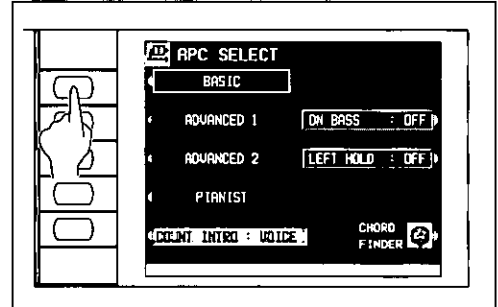 APC SELECT
BASIC
ADVANCED 1
ON BASS : OFF
ADVANCED 2
LEFT HOLD : OFF
PIANIST
COUNT INTRO : VOICE
CHORD
FINDER